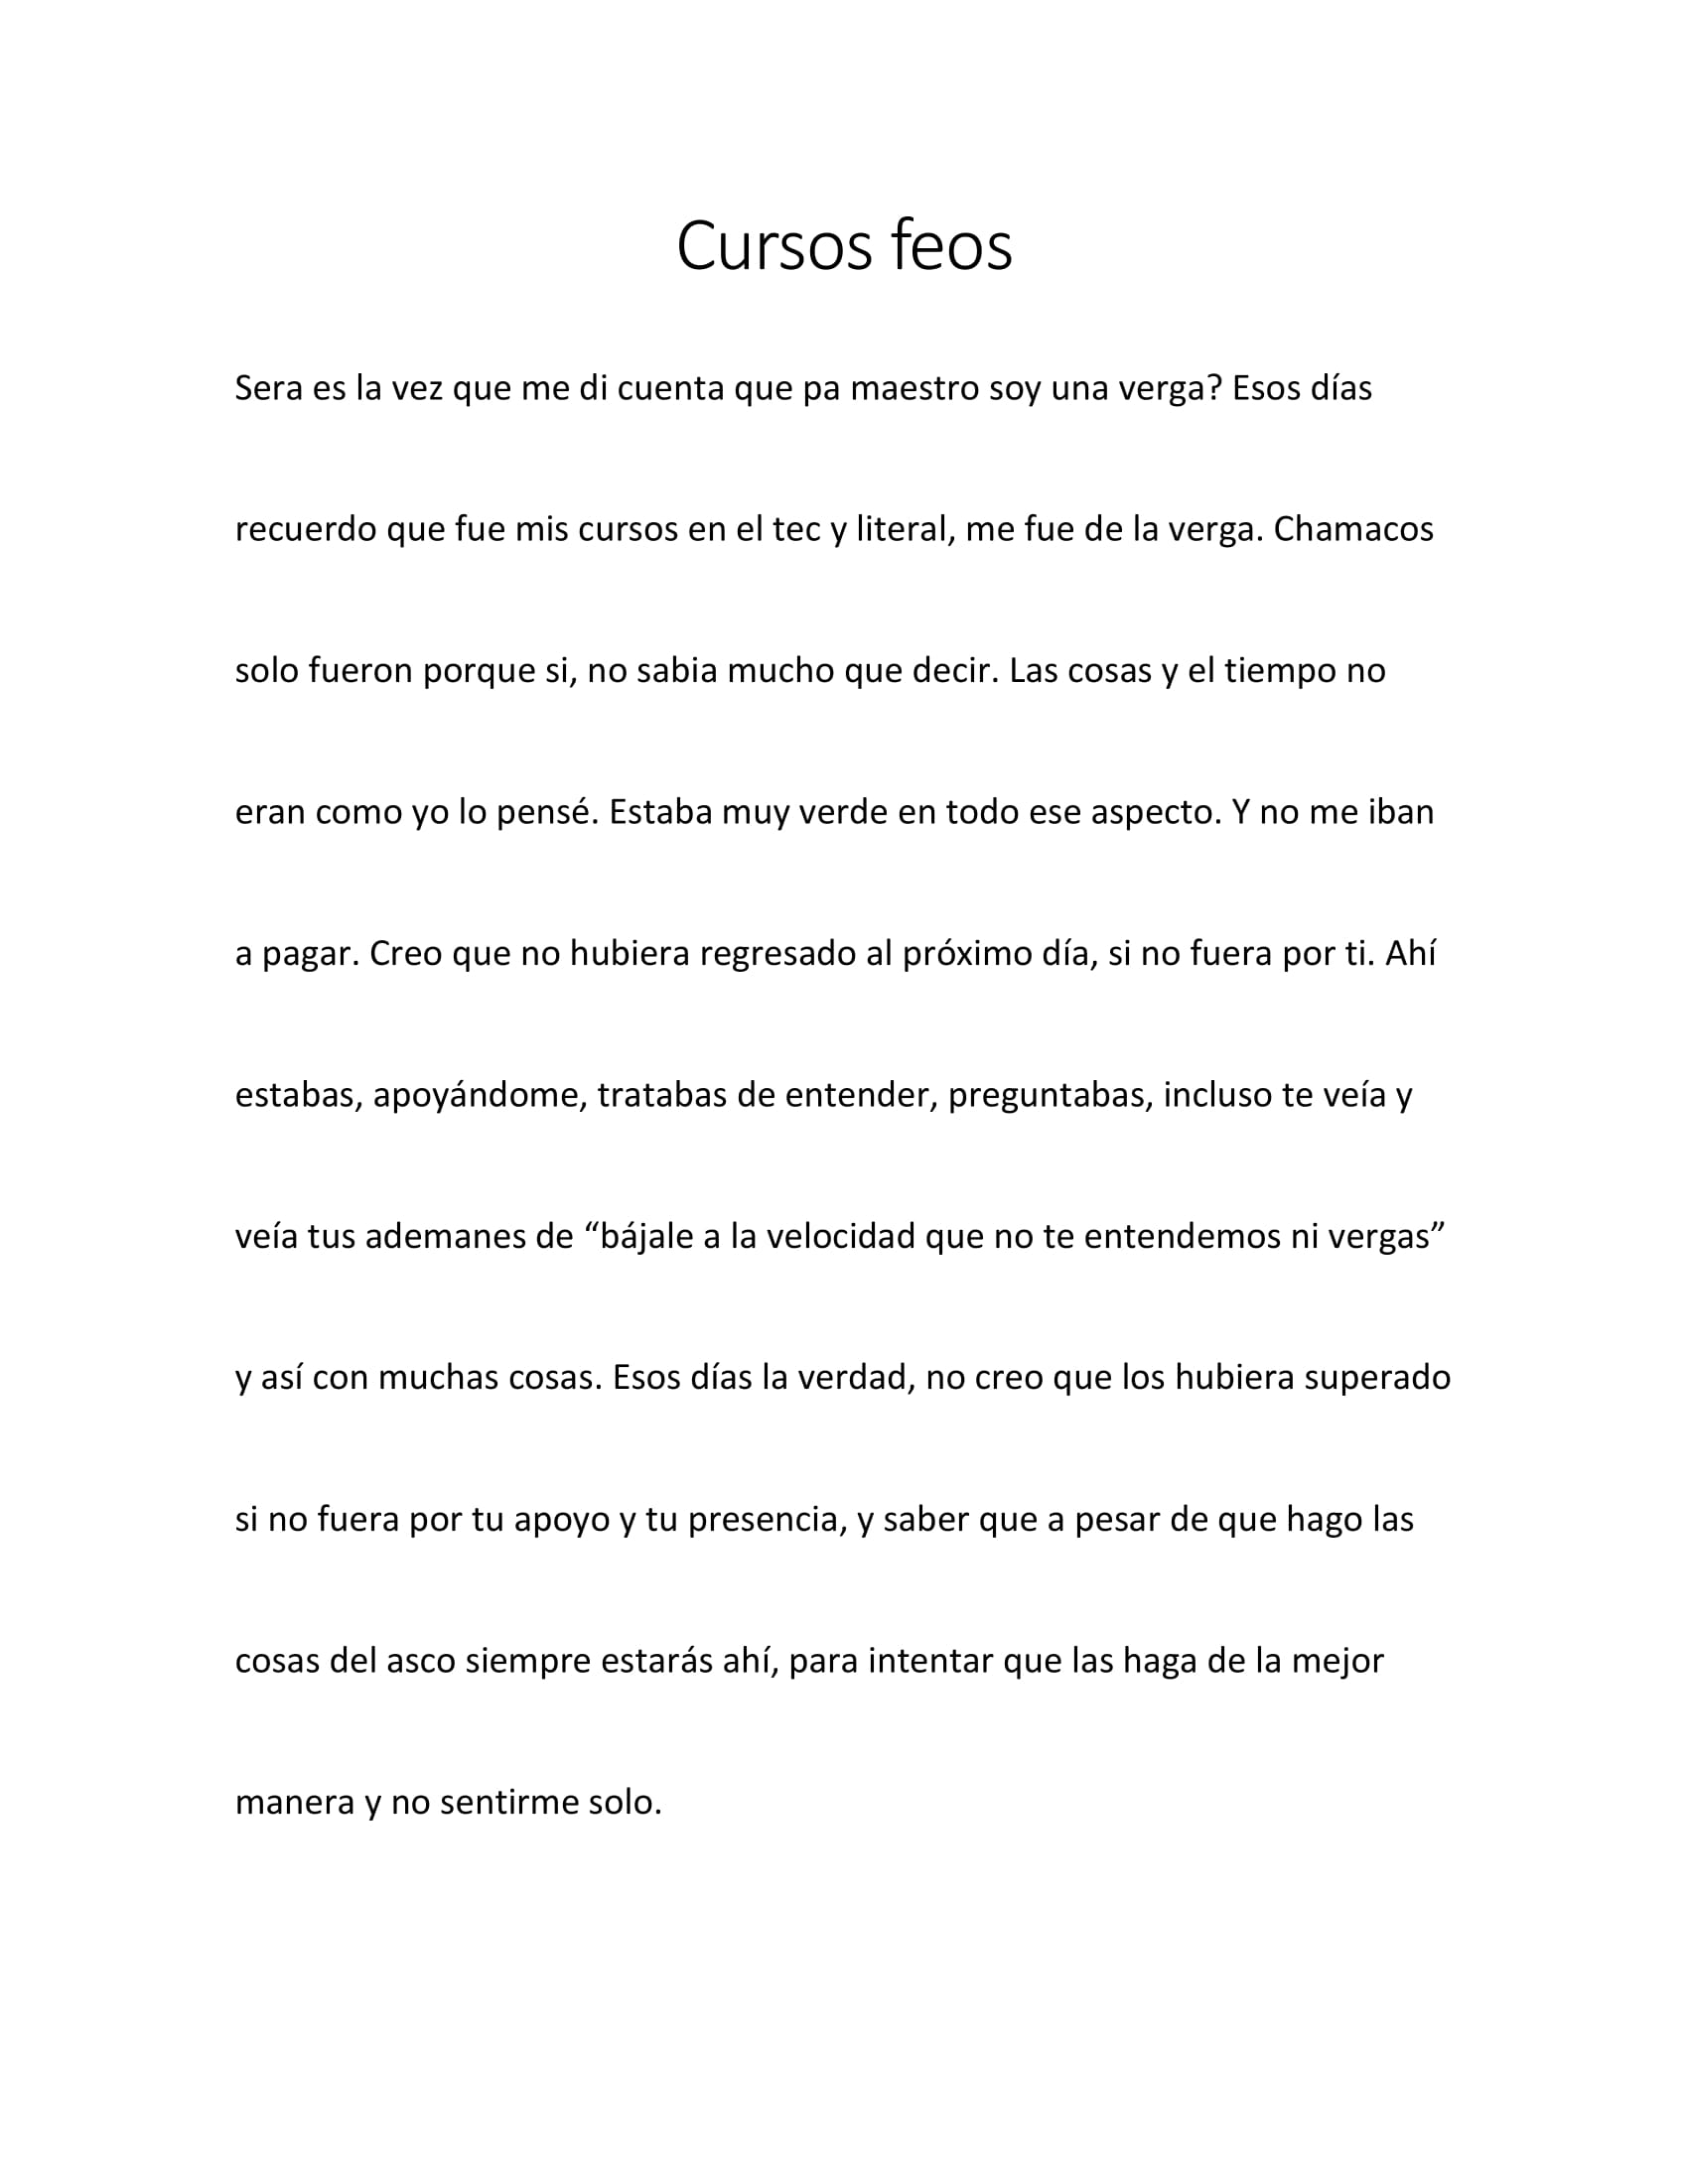 Cursos feos
Sera es la vez que me di cuenta que pa maestro soy una verga? Esos días
recuerdo que fue mis cursos en el tec y literal, me fue de la verga. Chamacos
solo fueron porque si, no sabia mucho que decir. Las cosas y el tiempo no
eran como yo lo pensé. Estaba muy verde en todo ese aspecto. Y no me iban
a pagar. Creo que no hubiera regresado al próximo día, si no fuera por ti. Ahí
estabas, apoyándome, tratabas de entender, preguntabas, incluso te veía y
veía tus ademanes de “bájale a la velocidad que no te entendemos ni vergas”
y así con muchas cosas. Esos días la verdad, no creo que los hubiera superado
si no fuera por tu apoyo y tu presencia, y saber que a pesar de que hago las
cosas del asco siempre estarás ahí, para intentar que las haga de la mejor
manera y no sentirme solo.